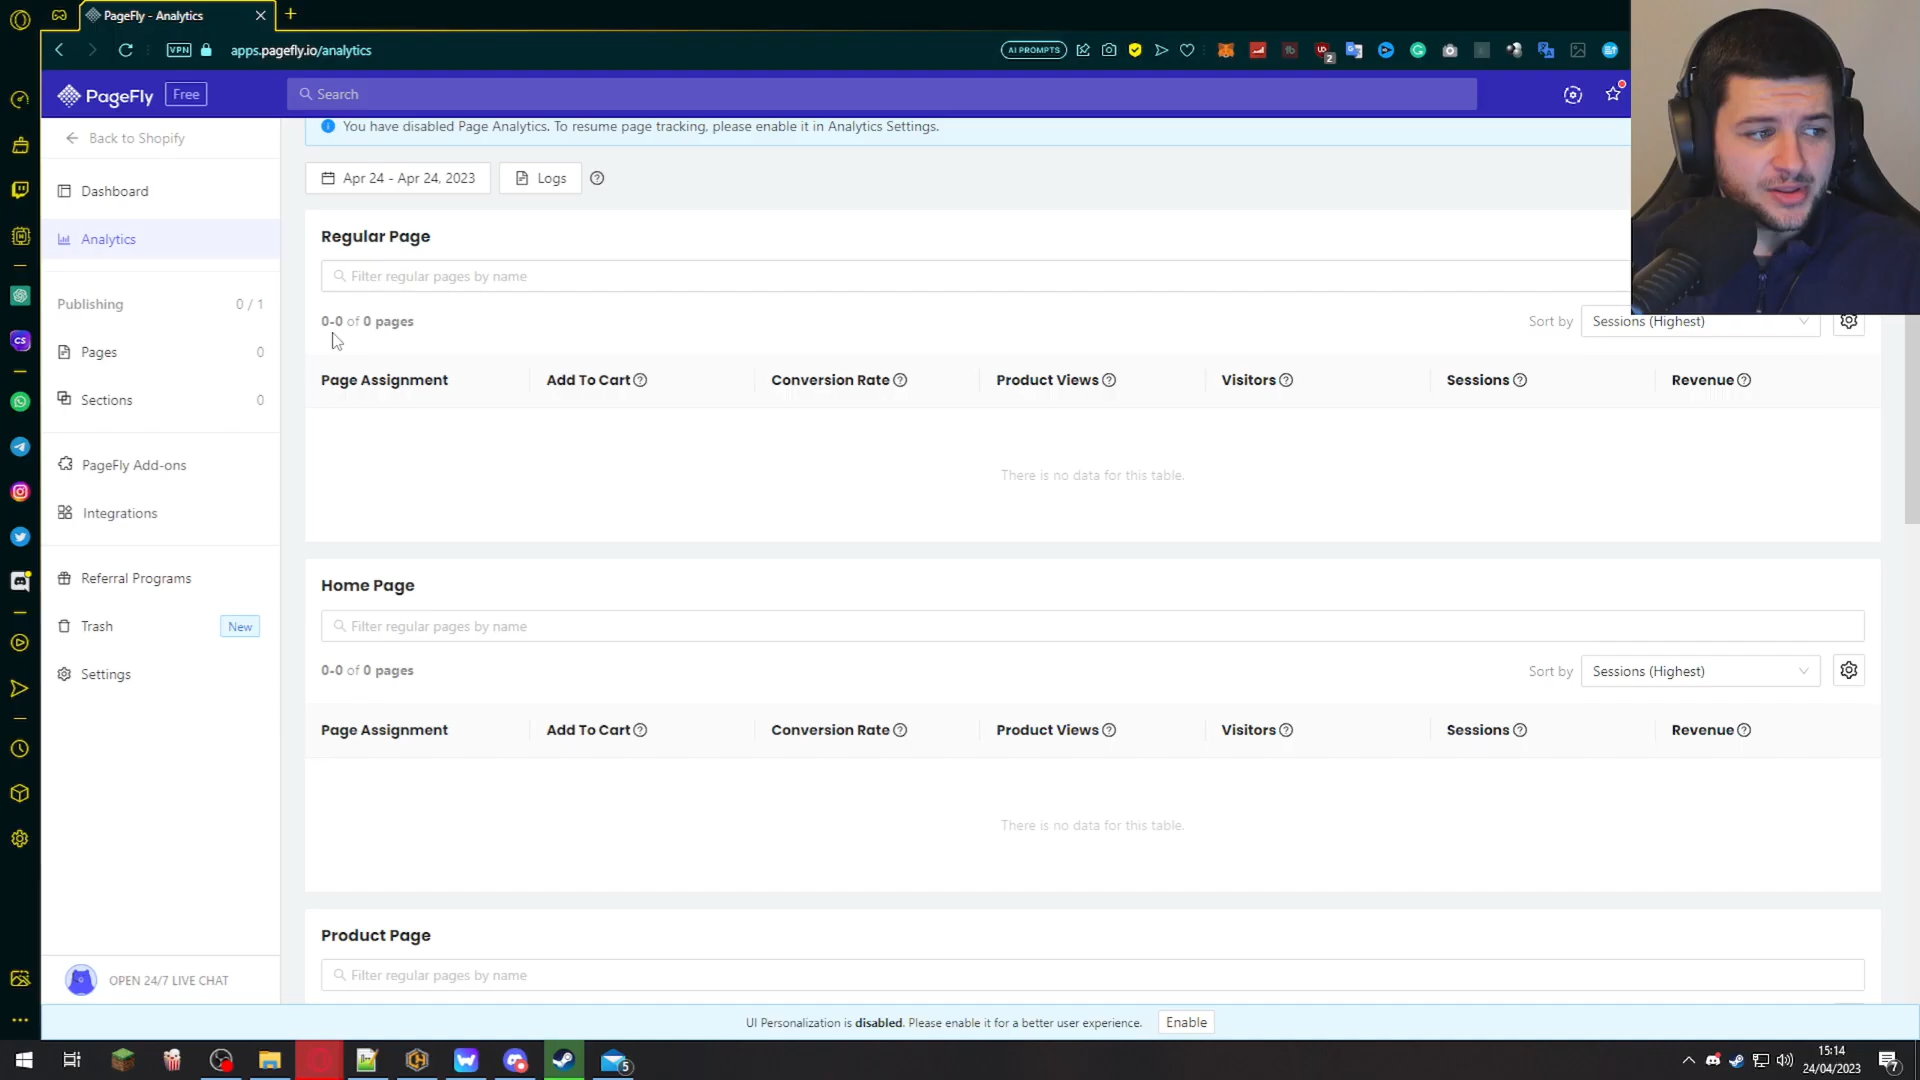 PageFly - Analytics
VPN
apps.pagefly.io/analytics
AI PROMPTS
2
PageFly
Free
Search
Back to Shopify
You have disabled Page Analytics. To resume page tracking, please enable it in Analytics Settings.
Apr 24 - Apr 24, 2023
Logs
Dashboard
Analytics
Publishing 0 / 1
Pages 0
Sections 0
PageFly Add-ons
Integrations
Referral Programs
Trash New
Settings
OPEN 24/7 LIVE CHAT
Regular Page
Filter regular pages by name
0-0 of 0 pages
Sort by Sessions (Highest)
Page Assignment Add To Cart Conversion Rate Product Views Visitors Sessions Revenue
There is no data for this table.
Home Page
Filter regular pages by name
0-0 of 0 pages
Sort by Sessions (Highest)
Page Assignment Add To Cart Conversion Rate Product Views Visitors Sessions Revenue
There is no data for this table.
Product Page
Filter regular pages by name
UI Personalization is disabled. Please enable it for a better user experience. Enable
CS
5
15:14
24/04/2023
7